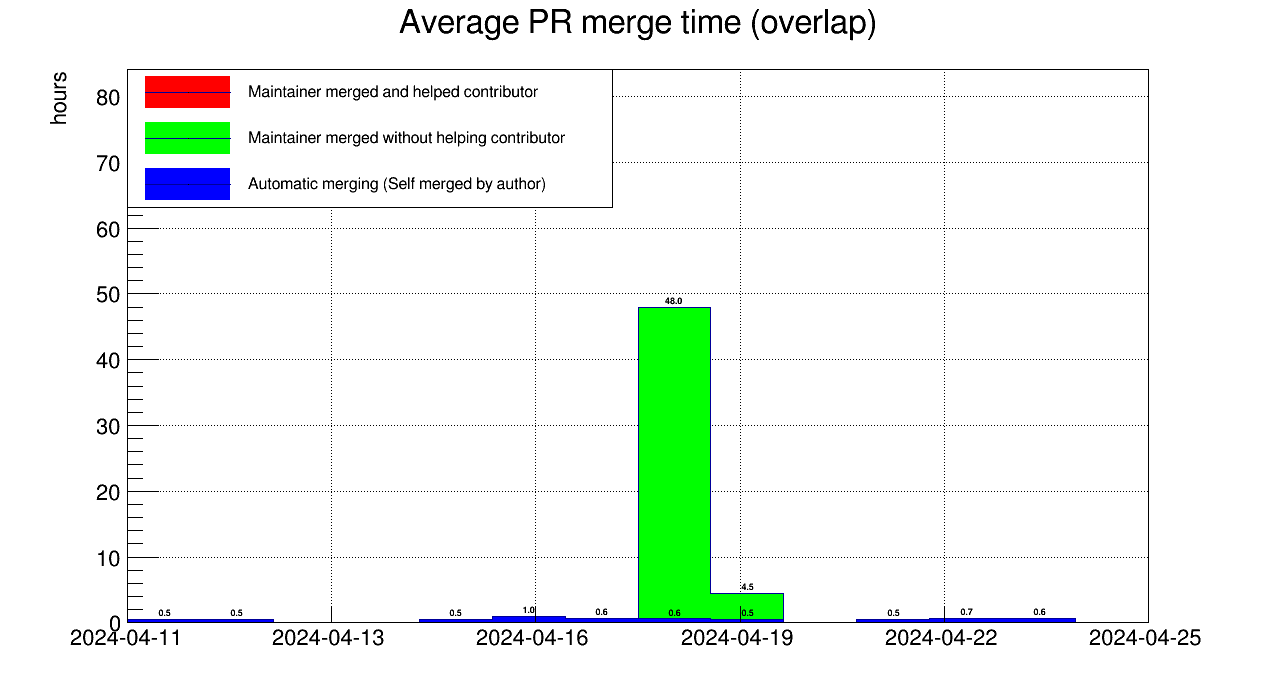 Average PR merge time (overlap)
hours
Maintainer merged and helped contributor
Maintainer merged without helping contributor
Automatic merging (Self merged by author)
80
70
60
50
40
30
20
10
0
48.0
4.5
0.5 0.5 0.5 1.0 0.6 0.6 0.5 0.5 0.7 0.6
2024-04-11 2024-04-13 2024-04-16 2024-04-19 2024-04-22 2024-04-25